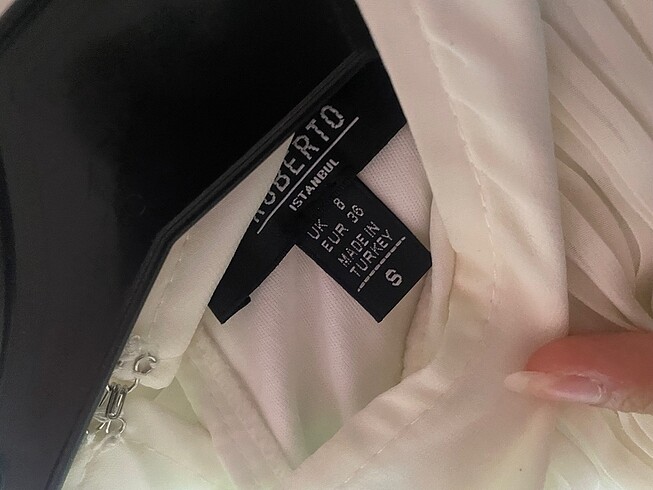 ROBERTO
ISTANBUL
UK 8
EUR 36
MADE IN
TURKEY
S